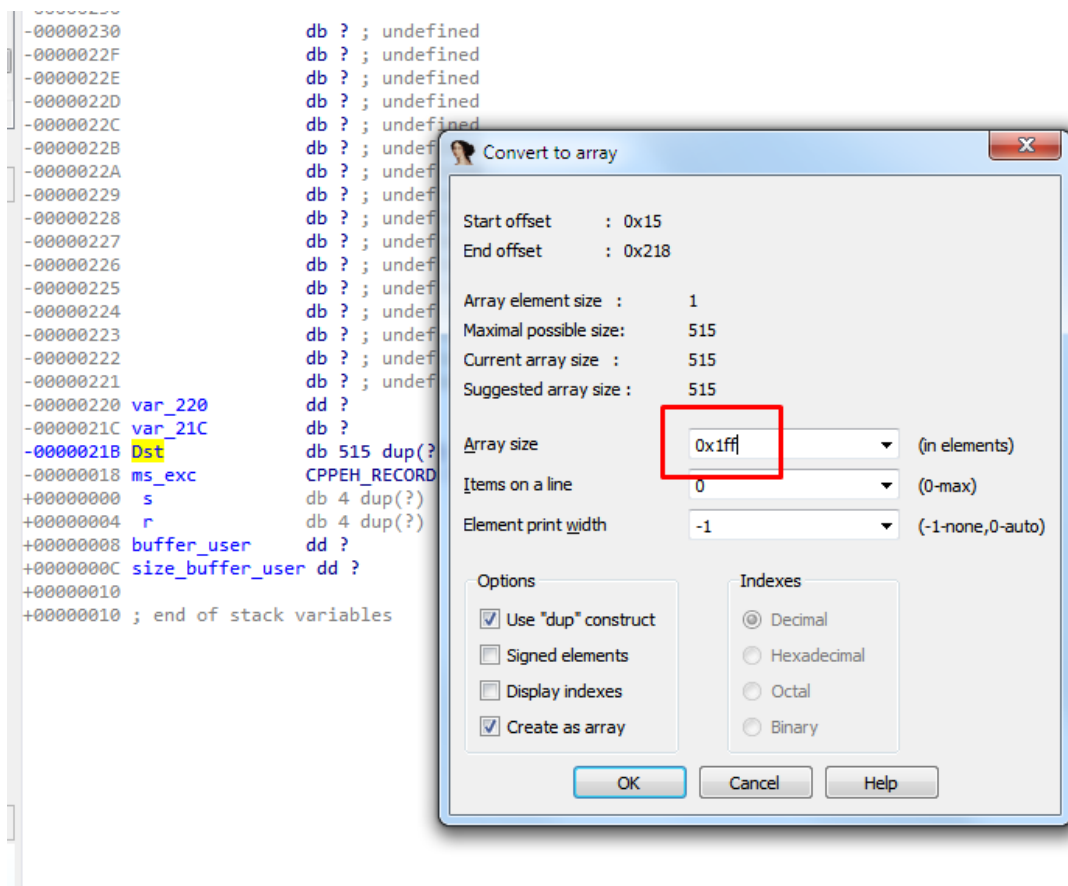 -00000230 db ? ; undefined
-0000022F db ? ; undefined
-0000022E db ? ; undefined
-0000022D db ? ; undefined
-0000022C db ? ; undefined
-0000022B db ? ; undef
-0000022A db ? ; undef
-00000229 db ? ; undef
-00000228 db ? ; undef
-00000227 db ? ; undef
-00000226 db ? ; undef
-00000225 db ? ; undef
-00000224 db ? ; undef
-00000223 db ? ; undef
-00000222 db ? ; undef
-00000221 db ? ; undef
-00000220 var_220 dd ?
-0000021C var_21C db ?
-0000021B Dst db 515 dup(?
-00000018 ms_exc CPPEH_RECORD
+00000000 s db 4 dup(?)
+00000004 r db 4 dup(?)
+00000008 buffer_user dd ?
+0000000C size_buffer_user dd ?
+00000010
+00000010 ; end of stack variables
Convert to array
Start offset : 0x15
End offset : 0x218
Array element size : 1
Maximal possible size: 515
Current array size : 515
Suggested array size : 515
Array size 0x1ff (in elements)
Items on a line 0 (0-max)
Element print width -1 (-1-none,0-auto)
Options
Use "dup" construct
Signed elements
Display indexes
Create as array
Indexes
Decimal
Hexadecimal
Octal
Binary
OK Cancel Help